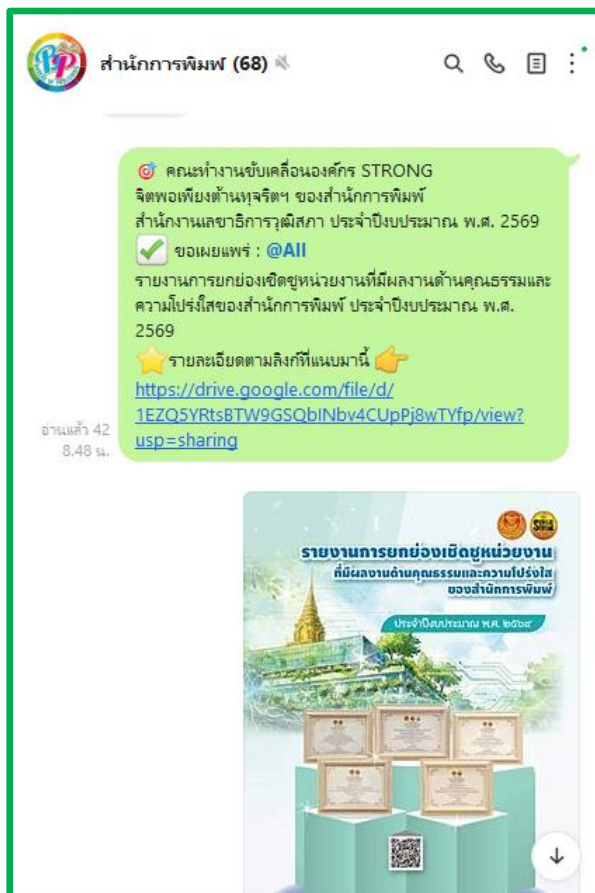 สำนักการพิมพ์ (68)
🎯 คณะทำงานขับเคลื่อนองค์กร STRONG
จิตพอเพียงต้านทุจริตฯ ของสำนักการพิมพ์
สำนักงานเลขาธิการวุฒิสภา ประจำปีงบประมาณ พ.ศ. 2569
✅ ขอเผยแพร่ : @All
รายงานการยกย่องเชิดชูหน่วยงานที่มีผลงานด้านคุณธรรมและ
ความโปร่งใสของสำนักการพิมพ์ ประจำปีงบประมาณ พ.ศ.
2569
⭐รายละเอียดตามลิงก์ที่แนบมานี้ 👉
https://drive.google.com/file/d/
1EZQ5YRtsBTW9GSQbINbv4CUpPj8wTYfp/view?
usp=sharing
อ่านแล้ว 42
8.48 น.
รายงานการยกย่องเชิดชูหน่วยงาน
ที่มีผลงานด้านคุณธรรมและความโปร่งใส
ของสำนักการพิมพ์
ประจำปีงบประมาณ พ.ศ. ๒๕๖๙